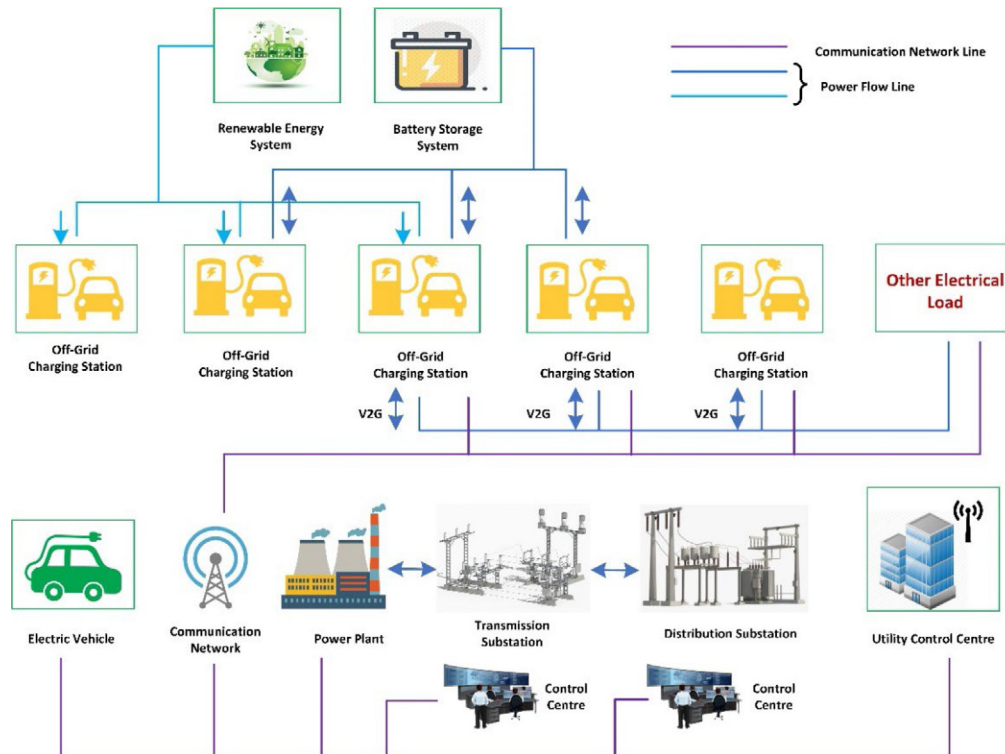 Communication Network Line
Power Flow Line
Renewable Energy
System
Battery Storage
System
Off-Grid
Charging Station
Off-Grid
Charging Station
Off-Grid
Charging Station
Off-Grid
Charging Station
Off-Grid
Charging Station
Other Electrical
Load
V2G
V2G
V2G
Electric Vehicle
Communication
Network
Power Plant
Transmission
Substation
Distribution Substation
Utility Control Centre
Control
Centre
Control
Centre